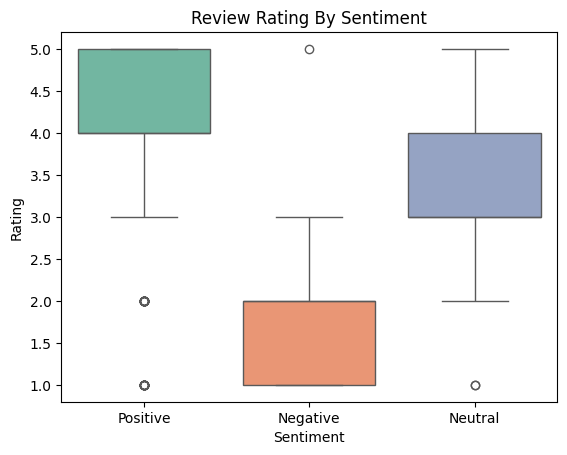 Review Rating By Sentiment
5.0
4.5
4.0
3.5
3.0
2.5
2.0
1.5
1.0
Rating
Positive
Negative
Neutral
Sentiment